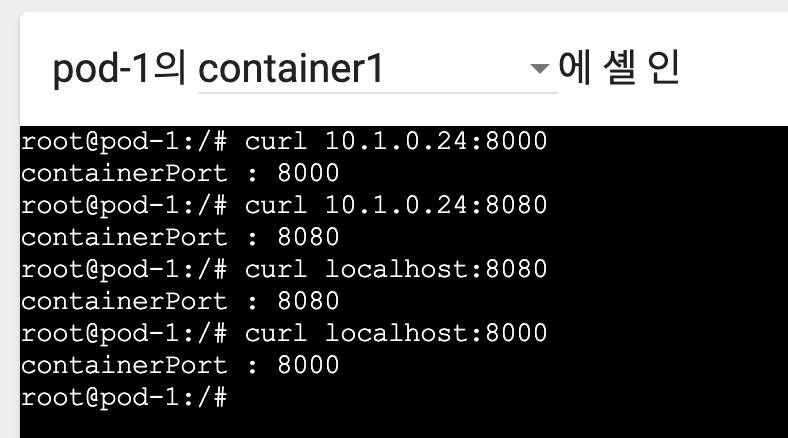 pod-1의 container1 에 셸 인
root@pod-1:/# curl 10.1.0.24:8000
containerPort : 8000
root@pod-1:/# curl 10.1.0.24:8080
containerPort : 8080
root@pod-1:/# curl localhost:8080
containerPort : 8080
root@pod-1:/# curl localhost:8000
containerPort : 8000
root@pod-1:/#